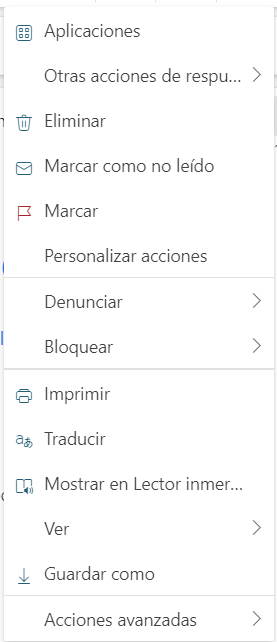 Aplicaciones
Otras acciones de respu...
Eliminar
Marcar como no leído
Marcar
Personalizar acciones
Denunciar
Bloquear
Imprimir
Traducir
Mostrar en Lector inmer...
Ver
Guardar como
Acciones avanzadas